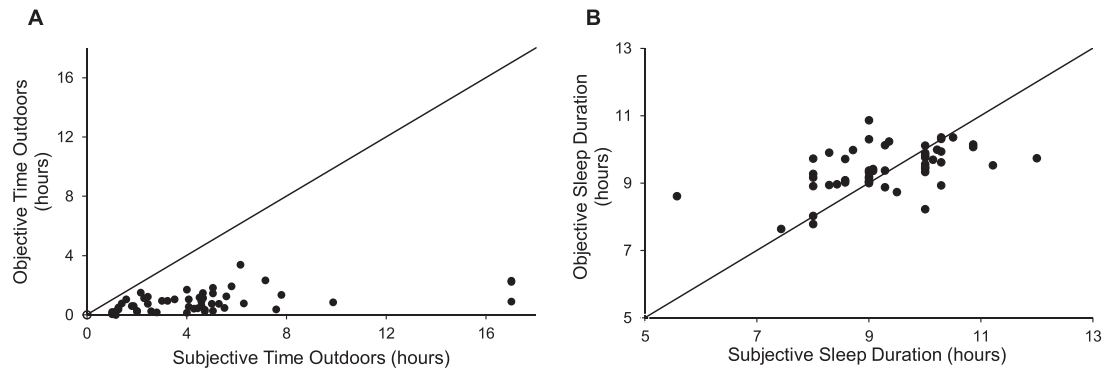 A
Objective Time Outdoors
(hours)
16
12
8
4
0
0
4
8
12
16
Subjective Time Outdoors (hours)
B
Objective Sleep Duration
(hours)
13
11
9
7
5
5
7
9
11
13
Subjective Sleep Duration (hours)